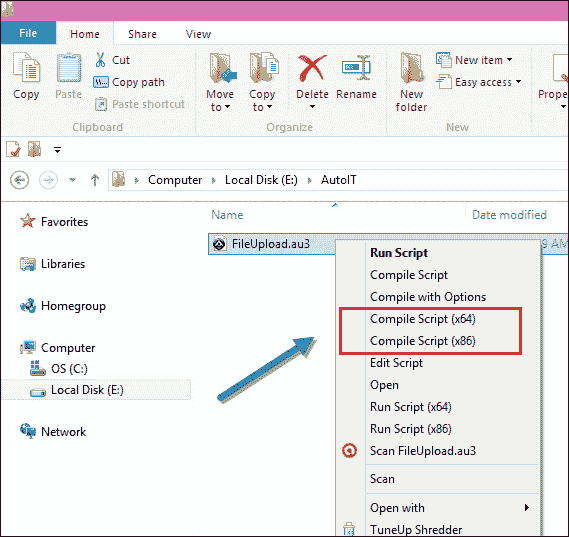 File Home Share View
Copy Paste Cut Copy path Paste shortcut Move to Copy to Delete Rename New folder New item Easy access
Clipboard Organize New
Computer Local Disk (E:) AutoIT
Name Date modified
Favorites
Libraries
Homegroup
Computer
OS (C:)
Local Disk (E:)
Network
FileUpload.au3 9 AM
Run Script
Compile Script
Compile with Options
Compile Script (x64)
Compile Script (x86)
Edit Script
Open
Run Script (x64)
Run Script (x86)
Scan FileUpload.au3
Scan
Open with
TuneUp Shredder